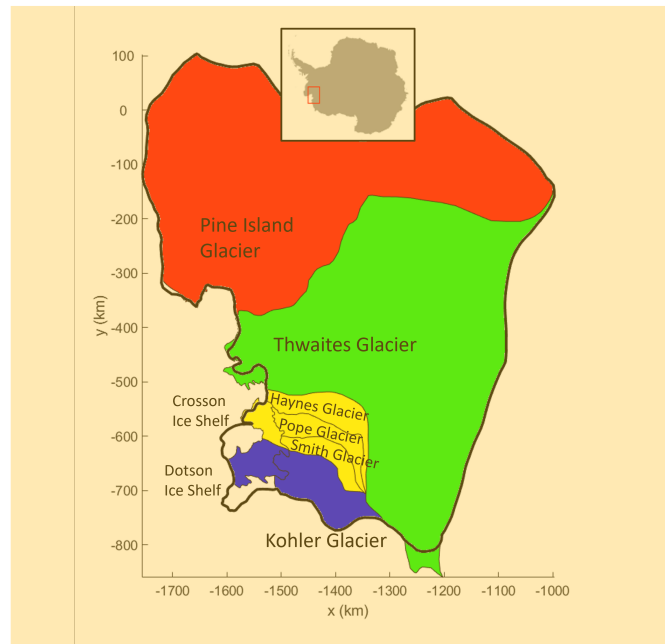 100
0
-100
-200
-300
-400
-500
-600
-700
-800
y (km)
Pine Island
Glacier
Thwaites Glacier
Crosson
Ice Shelf
Haynes Glacier
Pope Glacier
Smith Glacier
Dotson
Ice Shelf
Kohler Glacier
-1700 -1600 -1500 -1400 -1300 -1200 -1100 -1000
x (km)